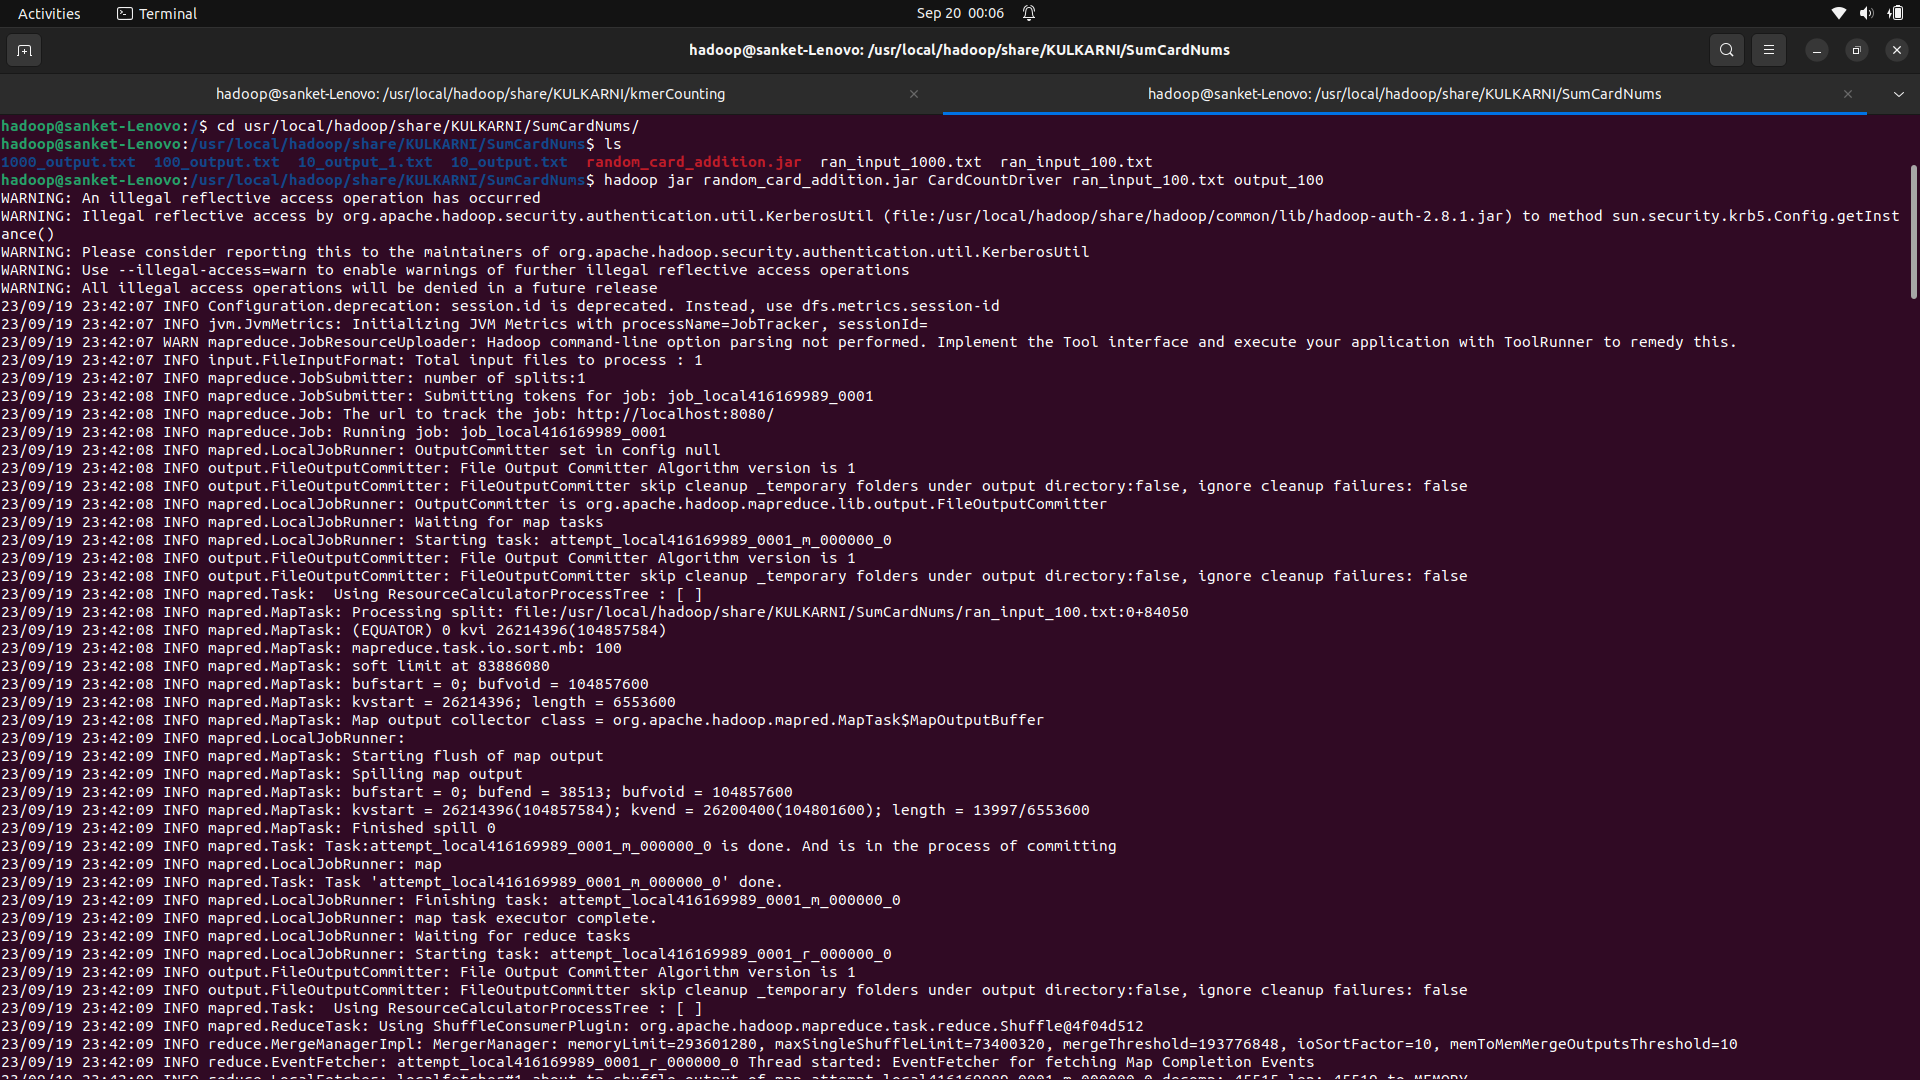 Activities Terminal Sep 20 00:06
hadoop@sanket-Lenovo: /usr/local/hadoop/share/KULKARNI/SumCardNums
hadoop@sanket-Lenovo: /usr/local/hadoop/share/KULKARNI/kmerCounting hadoop@sanket-Lenovo: /usr/local/hadoop/share/KULKARNI/SumCardNums
hadoop@sanket-Lenovo:/$ cd usr/local/hadoop/share/KULKARNI/SumCardNums/
hadoop@sanket-Lenovo:/usr/local/hadoop/share/KULKARNI/SumCardNums$ ls
1000_output.txt 100_output.txt 10_output_1.txt 10_output.txt random_card_addition.jar ran_input_1000.txt ran_input_100.txt
hadoop@sanket-Lenovo:/usr/local/hadoop/share/KULKARNI/SumCardNums$ hadoop jar random_card_addition.jar CardCountDriver ran_input_100.txt output_100
WARNING: An illegal reflective access operation has occurred
WARNING: Illegal reflective access by org.apache.hadoop.security.authentication.util.KerberosUtil (file:/usr/local/hadoop/share/hadoop/common/lib/hadoop-auth-2.8.1.jar) to method sun.security.krb5.Config.getInst
ance()
WARNING: Please consider reporting this to the maintainers of org.apache.hadoop.security.authentication.util.KerberosUtil
WARNING: Use --illegal-access=warn to enable warnings of further illegal reflective access operations
WARNING: All illegal access operations will be denied in a future release
23/09/19 23:42:07 INFO Configuration.deprecation: session.id is deprecated. Instead, use dfs.metrics.session-id
23/09/19 23:42:07 INFO jvm.JvmMetrics: Initializing JVM Metrics with processName=JobTracker, sessionId=
23/09/19 23:42:07 WARN mapreduce.JobResourceUploader: Hadoop command-line option parsing not performed. Implement the Tool interface and execute your application with ToolRunner to remedy this.
23/09/19 23:42:07 INFO input.FileInputFormat: Total input files to process : 1
23/09/19 23:42:07 INFO mapreduce.JobSubmitter: number of splits:1
23/09/19 23:42:08 INFO mapreduce.JobSubmitter: Submitting tokens for job: job_local416169989_0001
23/09/19 23:42:08 INFO mapreduce.Job: The url to track the job: http://localhost:8080/
23/09/19 23:42:08 INFO mapreduce.Job: Running job: job_local416169989_0001
23/09/19 23:42:08 INFO mapred.LocalJobRunner: OutputCommitter set in config null
23/09/19 23:42:08 INFO output.FileOutputCommitter: File Output Committer Algorithm version is 1
23/09/19 23:42:08 INFO output.FileOutputCommitter: FileOutputCommitter skip cleanup _temporary folders under output directory:false, ignore cleanup failures: false
23/09/19 23:42:08 INFO mapred.LocalJobRunner: OutputCommitter is org.apache.hadoop.mapreduce.lib.output.FileOutputCommitter
23/09/19 23:42:08 INFO mapred.LocalJobRunner: Waiting for map tasks
23/09/19 23:42:08 INFO mapred.LocalJobRunner: Starting task: attempt_local416169989_0001_m_000000_0
23/09/19 23:42:08 INFO output.FileOutputCommitter: File Output Committer Algorithm version is 1
23/09/19 23:42:08 INFO output.FileOutputCommitter: FileOutputCommitter skip cleanup _temporary folders under output directory:false, ignore cleanup failures: false
23/09/19 23:42:08 INFO mapred.Task:  Using ResourceCalculatorProcessTree : [ ]
23/09/19 23:42:08 INFO mapred.MapTask: Processing split: file:/usr/local/hadoop/share/KULKARNI/SumCardNums/ran_input_100.txt:0+84050
23/09/19 23:42:08 INFO mapred.MapTask: (EQUATOR) 0 kvi 26214396(104857584)
23/09/19 23:42:08 INFO mapred.MapTask: mapreduce.task.io.sort.mb: 100
23/09/19 23:42:08 INFO mapred.MapTask: soft limit at 83886080
23/09/19 23:42:08 INFO mapred.MapTask: bufstart = 0; bufvoid = 104857600
23/09/19 23:42:08 INFO mapred.MapTask: kvstart = 26214396; length = 6553600
23/09/19 23:42:08 INFO mapred.MapTask: Map output collector class = org.apache.hadoop.mapred.MapTask$MapOutputBuffer
23/09/19 23:42:09 INFO mapred.LocalJobRunner:
23/09/19 23:42:09 INFO mapred.MapTask: Starting flush of map output
23/09/19 23:42:09 INFO mapred.MapTask: Spilling map output
23/09/19 23:42:09 INFO mapred.MapTask: bufstart = 0; bufend = 38513; bufvoid = 104857600
23/09/19 23:42:09 INFO mapred.MapTask: kvstart = 26214396(104857584); kvend = 26200400(104801600); length = 13997/6553600
23/09/19 23:42:09 INFO mapred.MapTask: Finished spill 0
23/09/19 23:42:09 INFO mapred.Task: Task:attempt_local416169989_0001_m_000000_0 is done. And is in the process of committing
23/09/19 23:42:09 INFO mapred.LocalJobRunner: map
23/09/19 23:42:09 INFO mapred.Task: Task 'attempt_local416169989_0001_m_000000_0' done.
23/09/19 23:42:09 INFO mapred.LocalJobRunner: Finishing task: attempt_local416169989_0001_m_000000_0
23/09/19 23:42:09 INFO mapred.LocalJobRunner: map task executor complete.
23/09/19 23:42:09 INFO mapred.LocalJobRunner: Waiting for reduce tasks
23/09/19 23:42:09 INFO mapred.LocalJobRunner: Starting task: attempt_local416169989_0001_r_000000_0
23/09/19 23:42:09 INFO output.FileOutputCommitter: File Output Committer Algorithm version is 1
23/09/19 23:42:09 INFO output.FileOutputCommitter: FileOutputCommitter skip cleanup _temporary folders under output directory:false, ignore cleanup failures: false
23/09/19 23:42:09 INFO mapred.Task:  Using ResourceCalculatorProcessTree : [ ]
23/09/19 23:42:09 INFO mapred.ReduceTask: Using ShuffleConsumerPlugin: org.apache.hadoop.mapreduce.task.reduce.Shuffle@4f04d512
23/09/19 23:42:09 INFO reduce.MergeManagerImpl: MergerManager: memoryLimit=293601280, maxSingleShuffleLimit=73400320, mergeThreshold=193776848, ioSortFactor=10, memToMemMergeOutputsThreshold=10
23/09/19 23:42:09 INFO reduce.EventFetcher: attempt_local416169989_0001_r_000000_0 Thread started: EventFetcher for fetching Map Completion Events
23/09/19 23:42:09 INFO reduce.LocalFetcher: localfetcher#1 about to shuffle output of map attempt_local416169989_0001_m_000000_0 decomp: 45515 len: 45519 to MEMORY